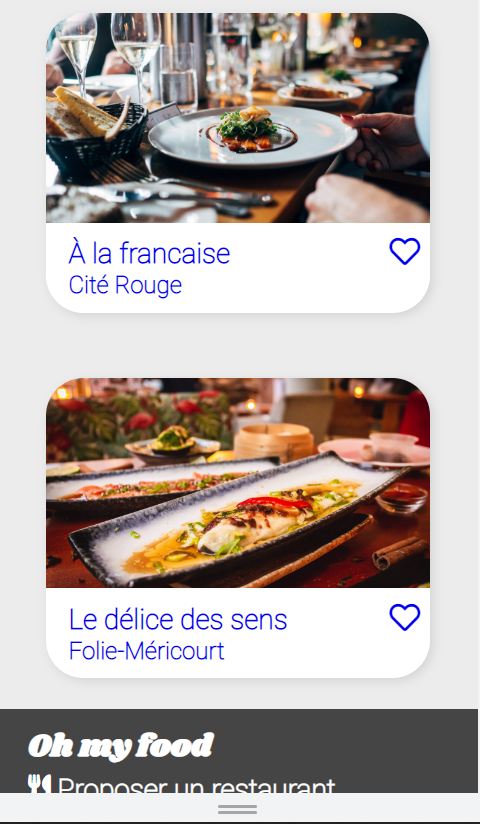 À la francaise
Cité Rouge
Le délice des sens
Folie-Méricourt
Oh my food
Proposer un restaurant